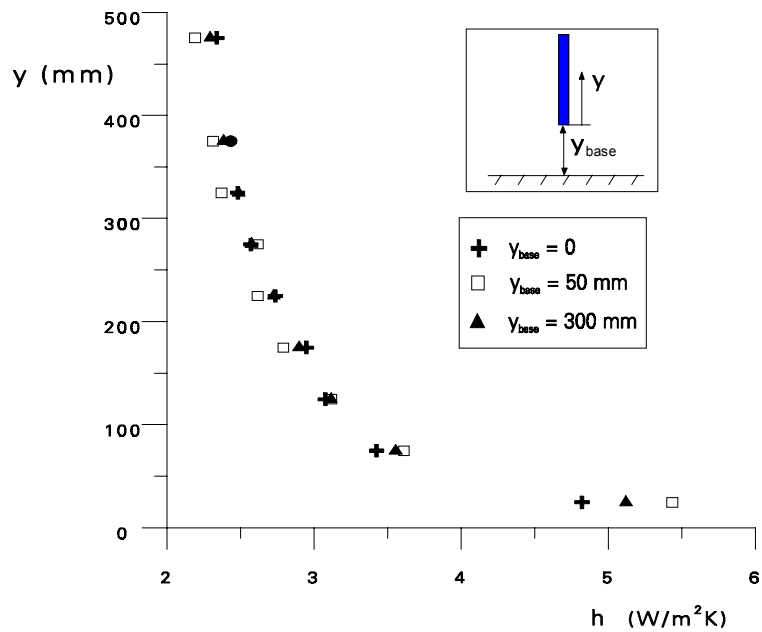 500
y (mm)
400
300
200
100
0
2 3 4 5 6
h (W/m²K)
y
y_base
y_base = 0
y_base = 50 mm
y_base = 300 mm